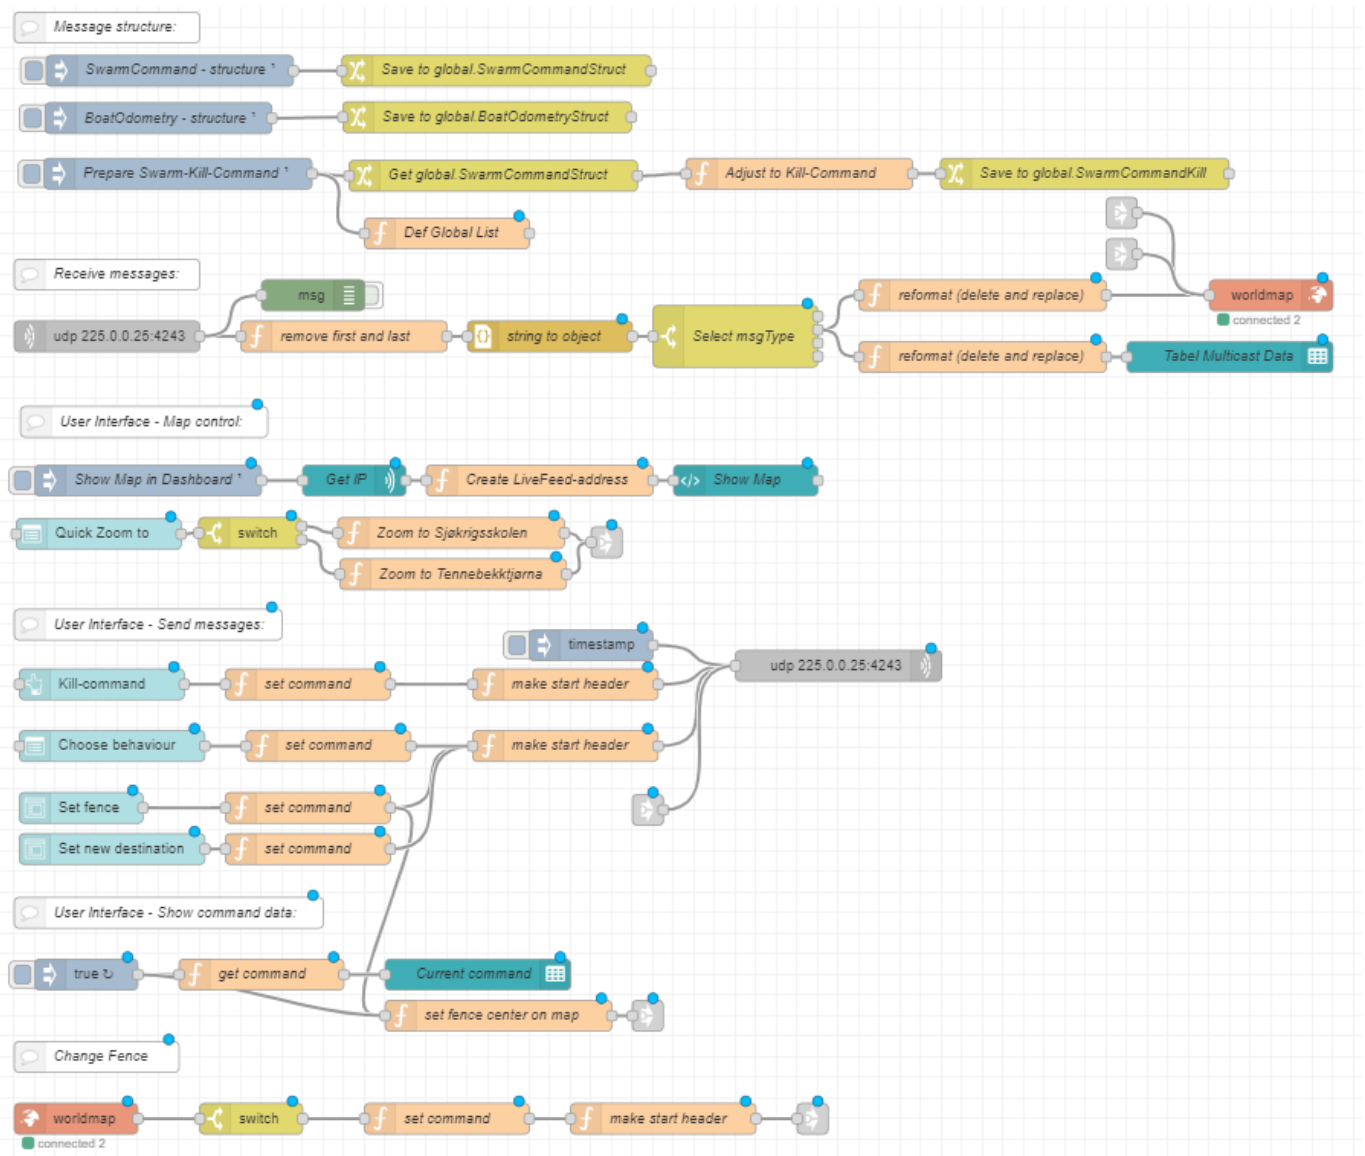 Message structure:
SwarmCommand - structure ¹
Save to global.SwarmCommandStruct
BoatOdometry - structure ¹
Save to global.BoatOdometryStruct
Prepare Swarm-Kill-Command ¹
Get global.SwarmCommandStruct
Adjust to Kill-Command
Save to global.SwarmCommandKill
Def Global List
Receive messages:
msg
reformat (delete and replace)
worldmap
connected 2
udp 225.0.0.25:4243
remove first and last
string to object
Select msgType
reformat (delete and replace)
Tabel Multicast Data
User Interface - Map control:
Show Map in Dashboard ¹
Get IP
Create LiveFeed-address
Show Map
Quick Zoom to
switch
Zoom to Sjøkrigsskolen
Zoom to Tennebekktjørna
User Interface - Send messages:
timestamp
udp 225.0.0.25:4243
Kill-command
set command
make start header
Choose behaviour
set command
make start header
Set fence
set command
Set new destination
set command
User Interface - Show command data:
true ↻
get command
Current command
set fence center on map
Change Fence
worldmap
switch
set command
make start header
connected 2